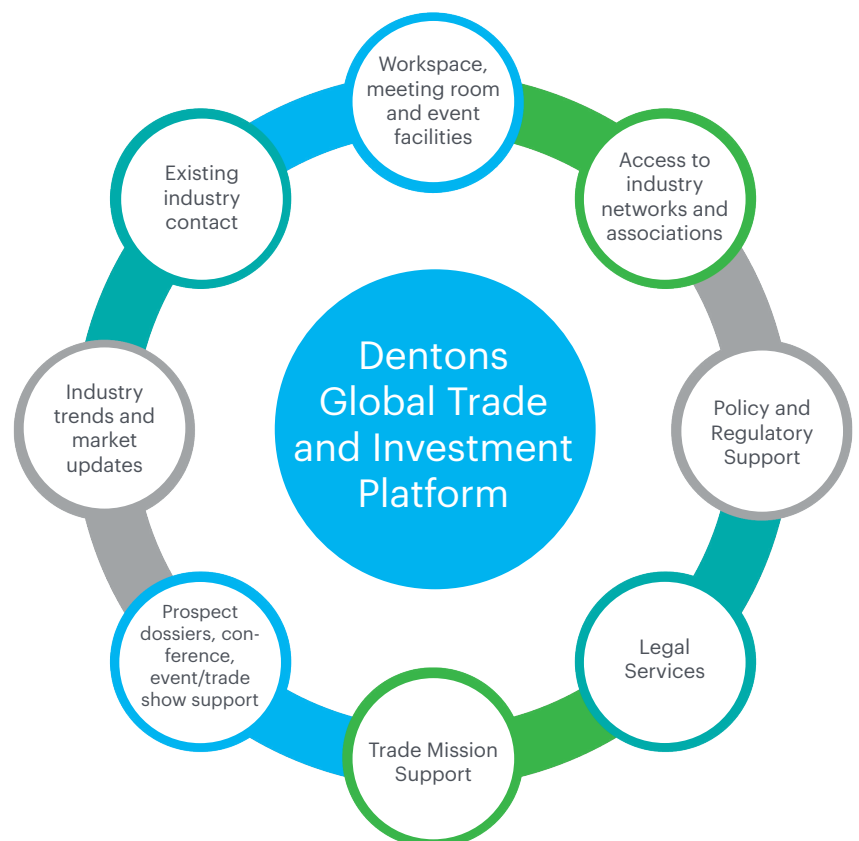 Workspace,
meeting room
and event
facilities
Access to
industry
networks and
associations
Policy and
Regulatory
Support
Legal
Services
Trade Mission
Support
Prospect
dossiers, con-
ference,
event/trade
show support
Industry
trends and
market
updates
Existing
industry
contact
Dentons
Global Trade
and Investment
Platform